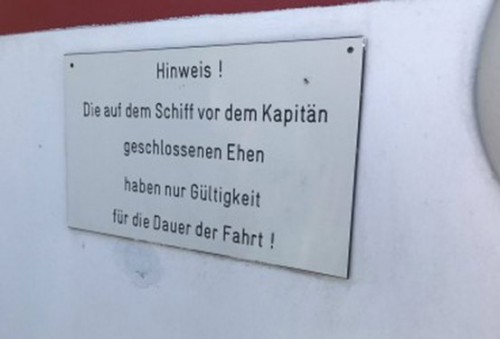 Hinweis !
Die auf dem Schiff vor dem Kapitän
geschlossenen Ehen
haben nur Gültigkeit
für die Dauer der Fahrt !